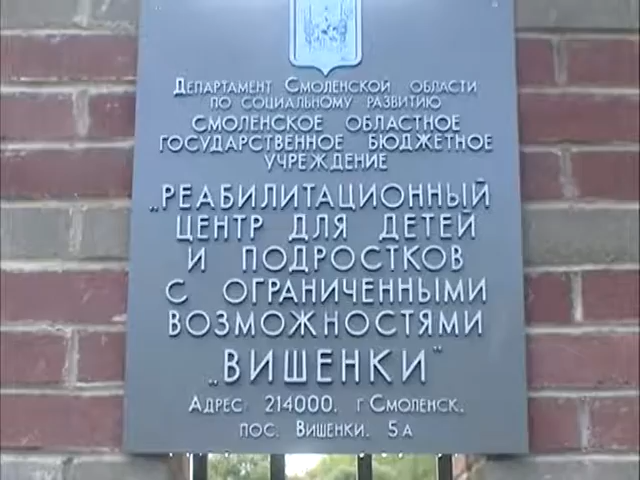 Департамент Смоленской области
по социальному развитию
Смоленское областное
государственное бюджетное
учреждение
„Реабилитационный
центр для детей
и подростков
с ограниченными
возможностями
„Вишенки"
Адрес: 214000. г Смоленск.
пос. Вишенки. 5 а